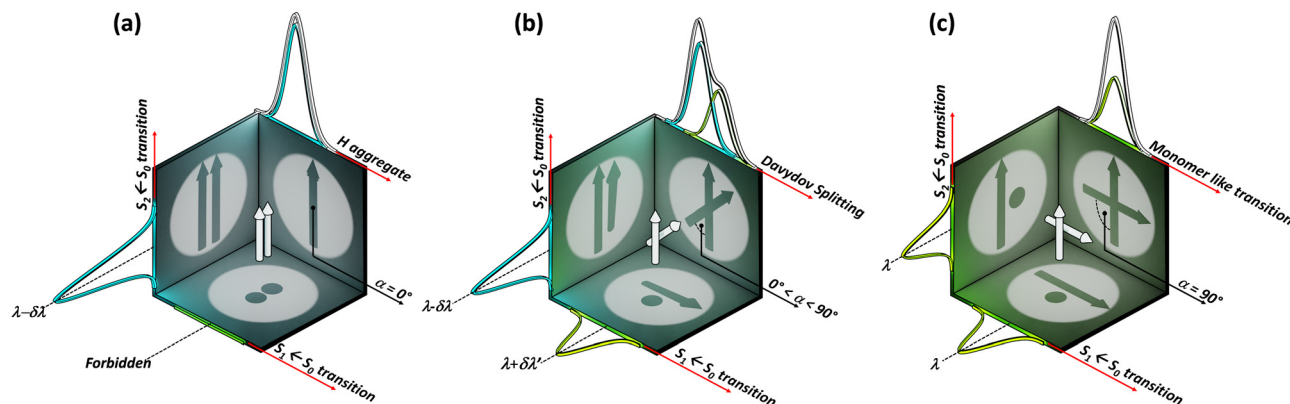 (a)
S₂ ← S₀ transition
H aggregate
α = 0°
λ−δλ
Forbidden
S₁ ← S₀ transition
(b)
S₂ ← S₀ transition
Davydov Splitting
0° < α < 90°
λ-δλ
λ+δλ'
S₁ ← S₀ transition
(c)
S₂ ← S₀ transition
Monomer like transition
α = 90°
λ
λ
S₁ ← S₀ transition